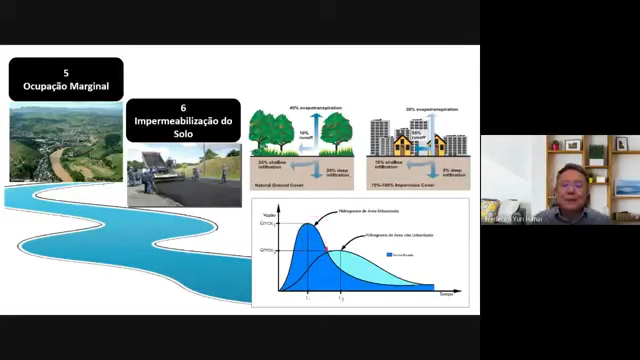 5
Ocupação Marginal
6
Impermeabilização do
Solo
40% evapotranspiration
10%
runoff
25% shallow
infiltration
25% deep
infiltration
Natural Ground Cover
30% evapotranspiration
55%
runoff
10% shallow
infiltration
5% deep
infiltration
75%-100% Impervious Cover
Vazão
Hidrograma de Área Urbanizada
Hidrograma de Área não Urbanizada
Tempo